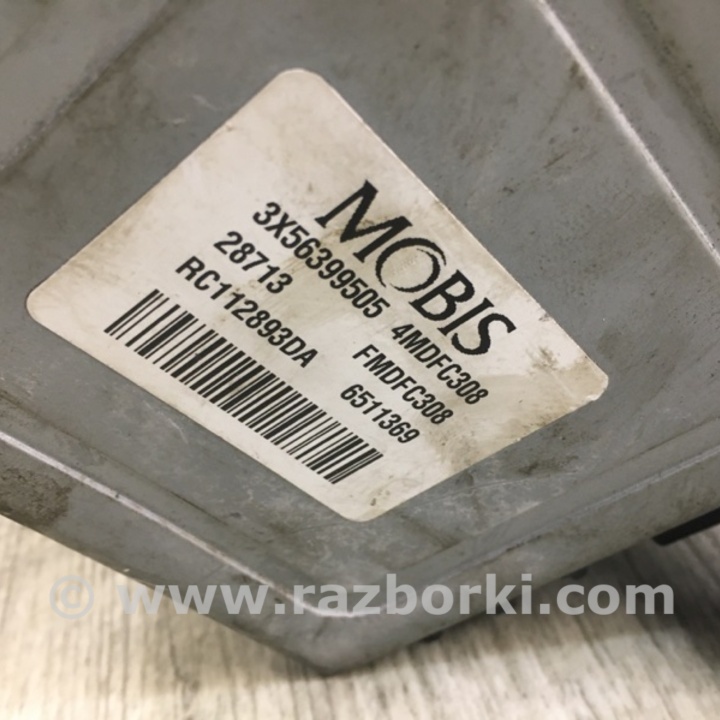 MOBIS
3X56399505 4MDFC308
28713 FMDFC308
RC112893DA 6511369
© www.razborki.com